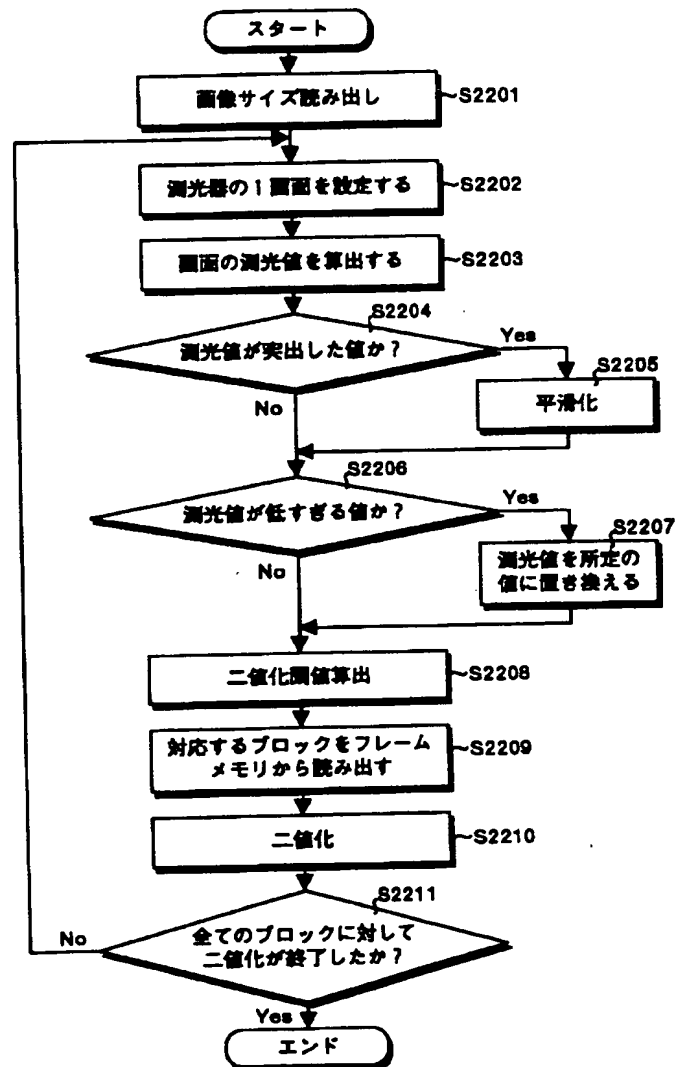 スタート
画像サイズ読み出し
S2201
測光器の1画面を設定する
S2202
画面の測光値を算出する
S2203
S2204
測光値が突出した値か?
Yes
No
S2205
平滑化
S2206
測光値が低すぎる値か?
Yes
No
S2207
測光値を所定の
値に置き換える
二値化閾値算出
S2208
対応するブロックをフレーム
メモリから読み出す
S2209
二値化
S2210
S2211
全てのブロックに対して
二値化が終了したか?
No
Yes
エンド